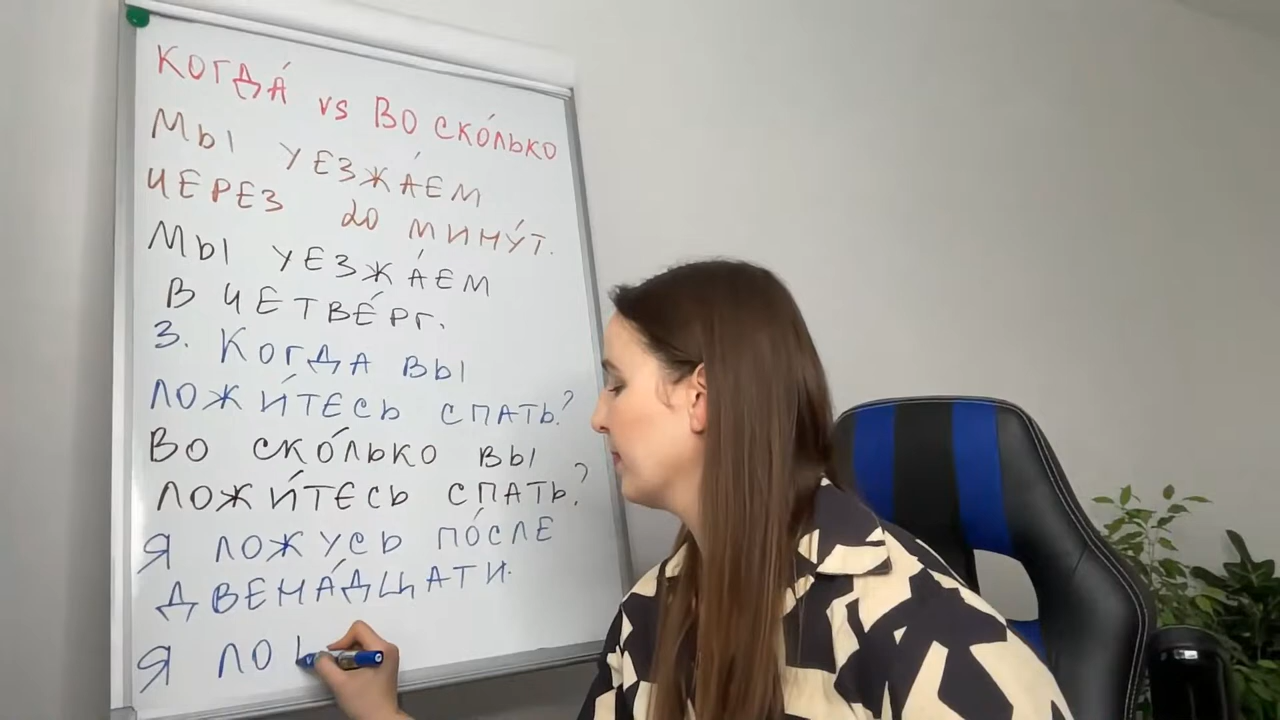 КОГДА́ vs ВО СКО́ЛЬКО
МЫ УЕЗЖА́ЕМ
ЧЕРЕЗ 20 МИНУ́Т.
МЫ УЕЗЖА́ЕМ
В ЧЕТВЕ́РГ.
3. КОГДА ВЫ
ЛОЖИ́ТЕСЬ СПАТЬ?
ВО СКО́ЛЬКО ВЫ
ЛОЖИ́ТЕСЬ СПАТЬ?
Я ЛОЖУСЬ ПО́СЛЕ
ДВЕНА́ДЦАТИ.
Я ЛО